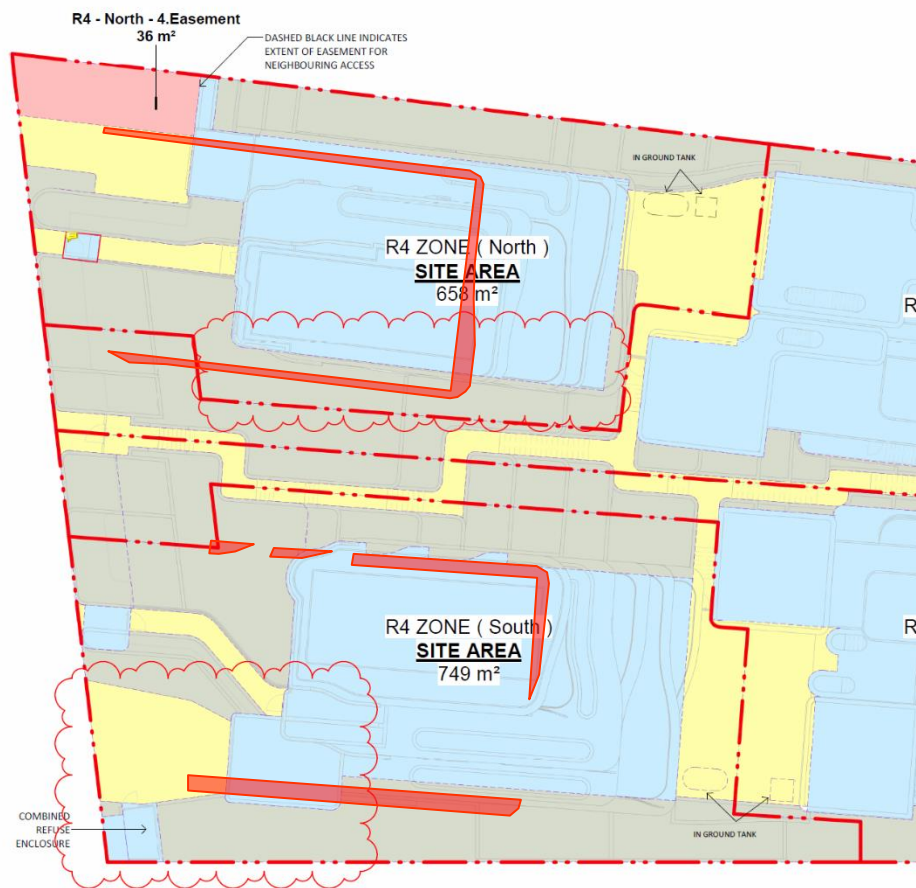 R4 - North - 4.Easement
36 m²
DASHED BLACK LINE INDICATES
EXTENT OF EASEMENT FOR
NEIGHBOURING ACCESS
IN GROUND TANK
R4 ZONE ( North )
SITE AREA
658 m²
R
R4 ZONE ( South )
SITE AREA
749 m²
R
COMBINED
REFUSE
ENCLOSURE
IN GROUND TANK